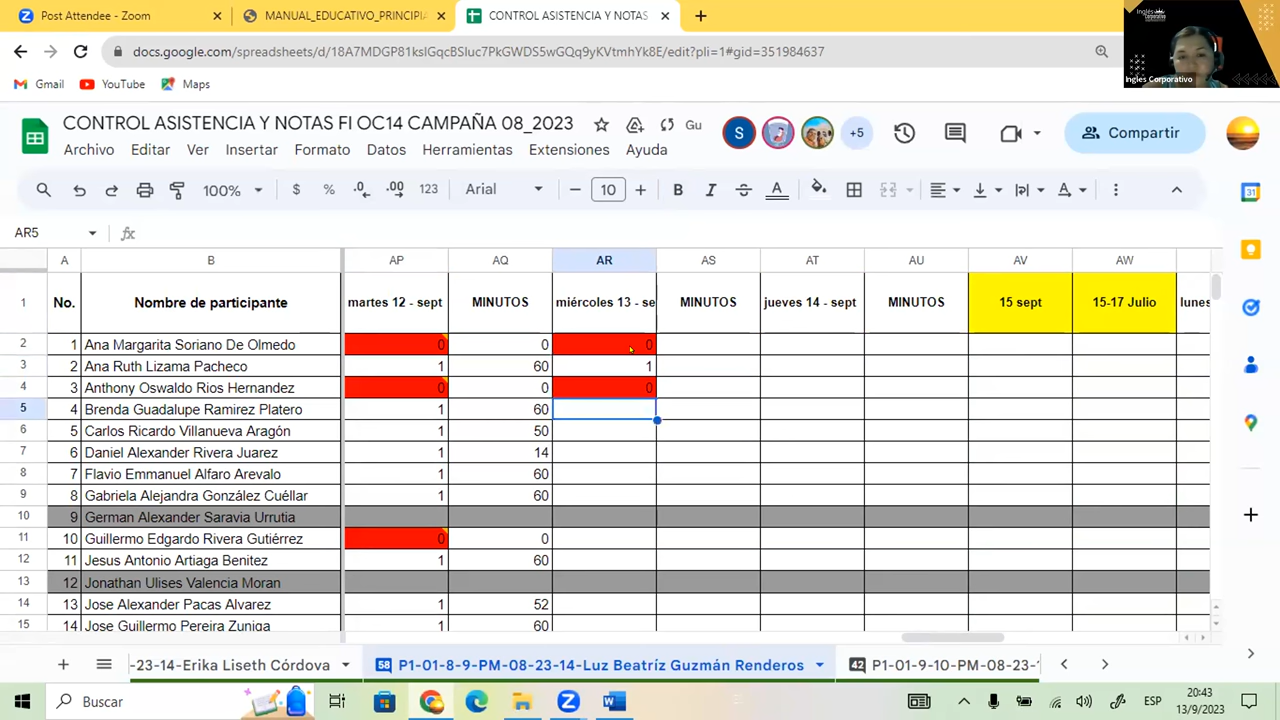 Post Attendee - Zoom
MANUAL_EDUCATIVO_PRINCIPIA
CONTROL ASISTENCIA Y NOTAS
docs.google.com/spreadsheets/d/18A7MDGP81kslGqcBSluc7PkGWDS5wGQq9yKVtmhYk8E/edit?pli=1#gid=351984637
Inglés Corporativo
Ingles Corporativo
Gmail YouTube Maps
CONTROL ASISTENCIA Y NOTAS FI OC14 CAMPAÑA 08_2023 Gu
S +5 Compartir
Archivo Editar Ver Insertar Formato Datos Herramientas Extensiones Ayuda
100% $ % .0 .00 123 Arial 10 B I S A
AR5 fx
A B AP AQ AR AS AT AU AV AW
1 No. Nombre de participante martes 12 - sept MINUTOS miércoles 13 - se MINUTOS jueves 14 - sept MINUTOS 15 sept 15-17 Julio lunes
2 1 Ana Margarita Soriano De Olmedo 0 0 0
3 2 Ana Ruth Lizama Pacheco 1 60 1
4 3 Anthony Oswaldo Rios Hernandez 0 0 0
5 4 Brenda Guadalupe Ramirez Platero 1 60
6 5 Carlos Ricardo Villanueva Aragón 1 50
7 6 Daniel Alexander Rivera Juarez 1 14
8 7 Flavio Emmanuel Alfaro Arevalo 1 60
9 8 Gabriela Alejandra González Cuéllar 1 60
10 9 German Alexander Saravia Urrutia
11 10 Guillermo Edgardo Rivera Gutiérrez 0 0
12 11 Jesus Antonio Artiaga Benitez 1 60
13 12 Jonathan Ulises Valencia Moran
14 13 Jose Alexander Pacas Alvarez 1 52
15 14 Jose Guillermo Pereira Zuniga 1 60
-23-14-Erika Liseth Córdova 58 P1-01-8-9-PM-08-23-14-Luz Beatríz Guzmán Renderos 42 P1-01-9-10-PM-08-23-1
Buscar ESP 20:43
13/9/2023